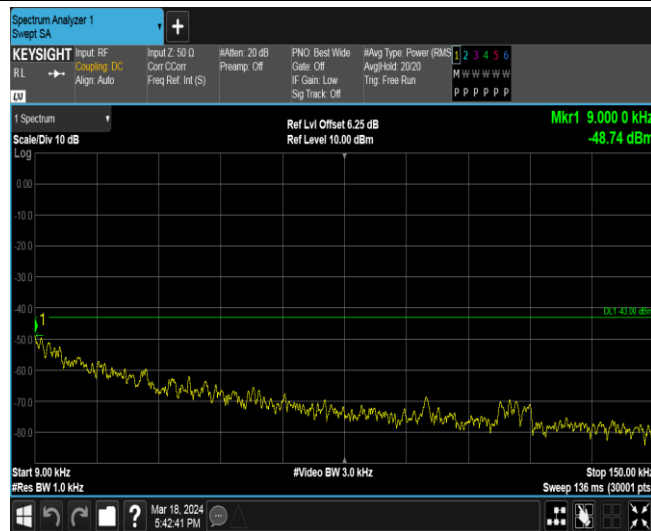 Spectrum Analyzer 1
Swept SA
KEYSIGHT
R L
Input: RF
Coupling: DC
Align: Auto
Input Z: 50 Ω
Corr CCorr
Freq Ref: Int (S)
#Atten: 20 dB
Preamp: Off
PNO: Best Wide
Gate: Off
IF Gain: Low
Sig Track: Off
#Avg Type: Power (RMS
Avg|Hold: 20/20
Trig: Free Run
1 2 3 4 5 6
M W W W W W
P P P P P P
1 Spectrum
Scale/Div 10 dB
Log
Ref Lvl Offset 6.25 dB
Ref Level 10.00 dBm
Mkr1 9.000 0 kHz
-48.74 dBm
0.00
-10.0
-20.0
-30.0
-40.0
1
DL1 -43.00 dBm
-50.0
-60.0
-70.0
-80.0
Start 9.00 kHz
#Video BW 3.0 kHz
Stop 150.00 kHz
#Res BW 1.0 kHz
Sweep 136 ms (30001 pts
?
Mar 18, 2024
5:42:41 PM